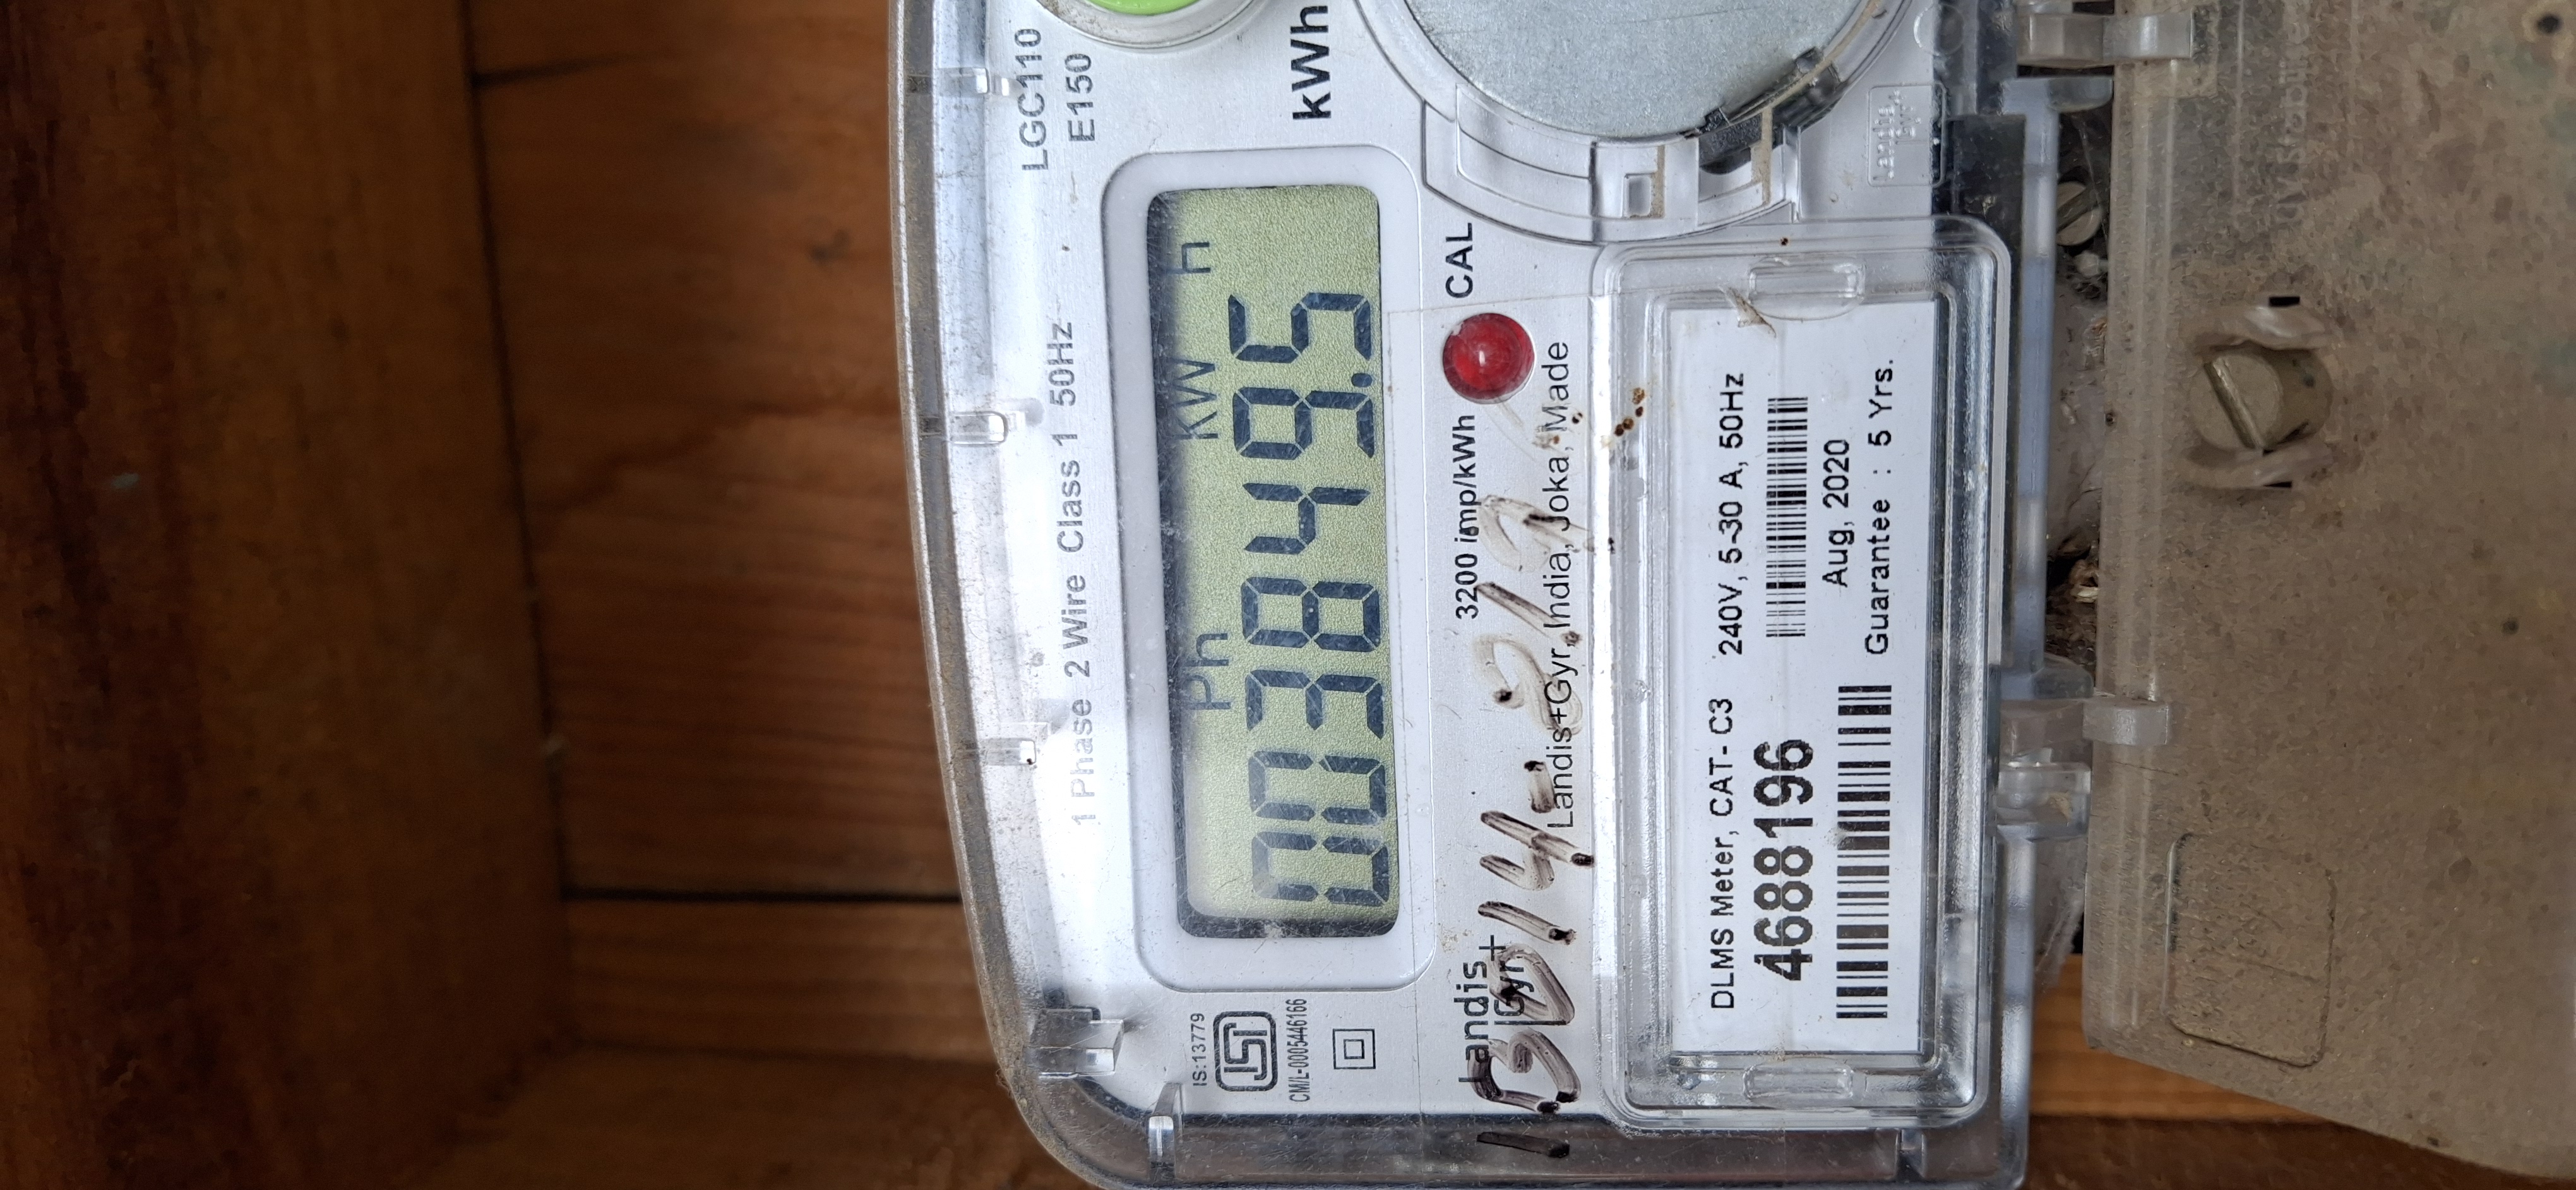 LGC110
E150
kWh
1 Phase 2 Wire Class 1 50Hz
Ph kW h
003849.5
IS:13779
CM/L-0005446166
3200 imp/kWh CAL
Landis
Gyr+
Landis+Gyr, India, Joka, Made
DLMS Meter, CAT - C3 240V, 5-30 A, 50Hz
4688196
Aug, 2020
Guarantee : 5 Yrs.